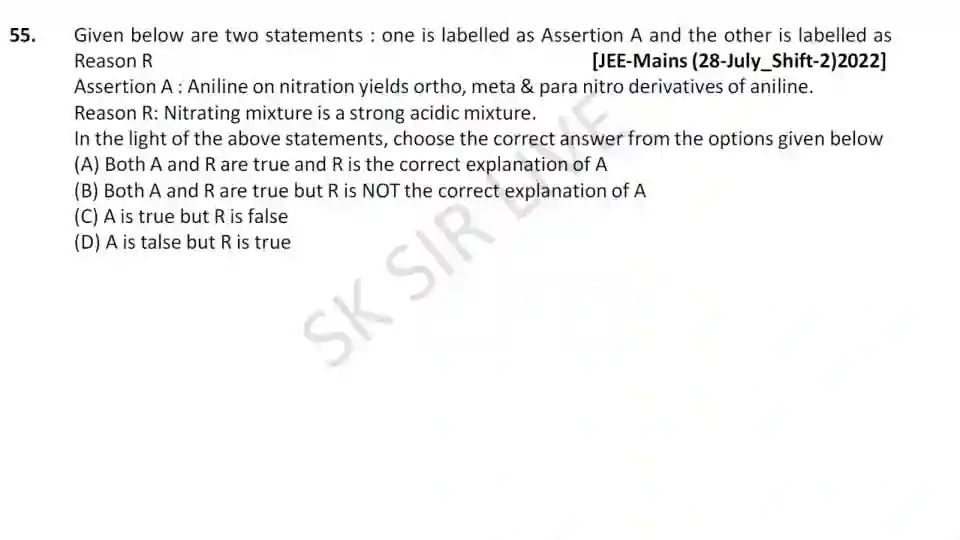 55. Given below are two statements : one is labelled as Assertion A and the other is labelled as
Reason R [JEE-Mains (28-July_Shift-2)2022]
Assertion A : Aniline on nitration yields ortho, meta & para nitro derivatives of aniline.
Reason R: Nitrating mixture is a strong acidic mixture.
In the light of the above statements, choose the correct answer from the options given below
(A) Both A and R are true and R is the correct explanation of A
(B) Both A and R are true but R is NOT the correct explanation of A
(C) A is true but R is false
(D) A is talse but R is true
SK SIR LIVE